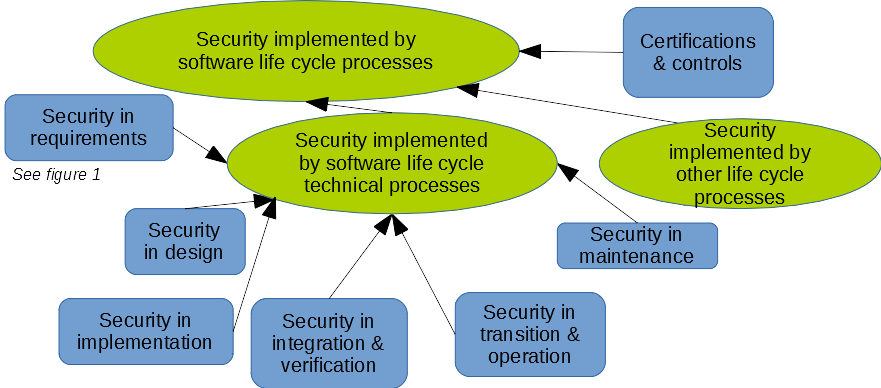 Security implemented by
software life cycle processes
Certifications
& controls
Security in
requirements
See figure 1
Security implemented
by software life cycle
technical processes
Security
implemented by
other life cycle
processes
Security
in design
Security in
maintenance
Security in
implementation
Security in
integration &
verification
Security in
transition &
operation